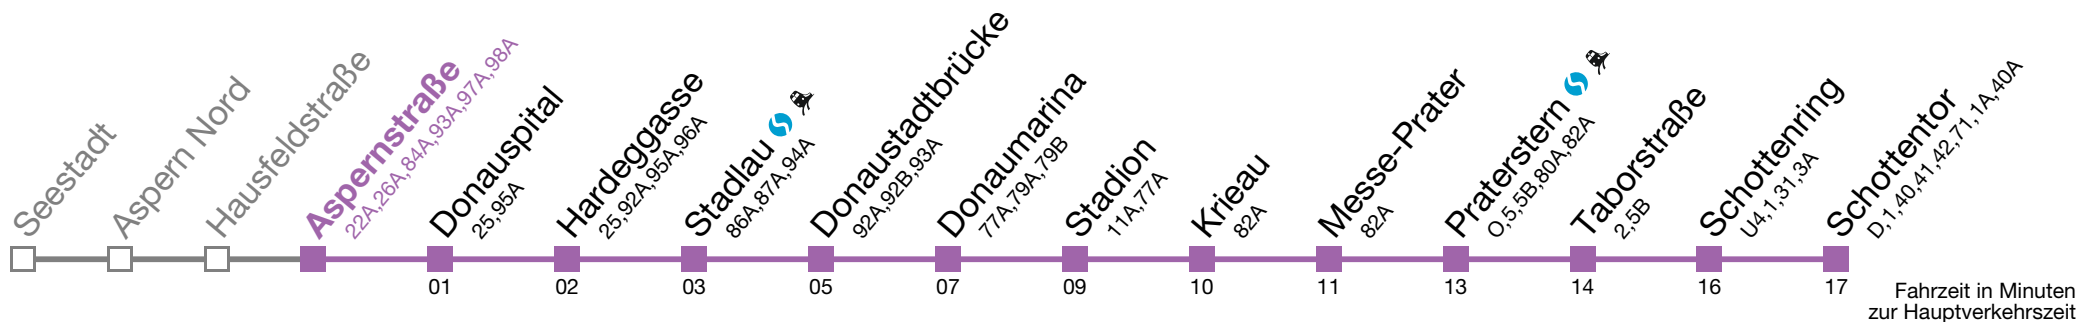 Seestadt
Aspern Nord
Hausfeldstraße
Aspernstraße
22A,26A,84A,93A,97A,98A
Donauspital
25,95A
Hardeggasse
25,92A,95A,96A
Stadlau
86A,87A,94A
Donaustadtbrücke
92A,92B,93A
Donaumarina
77A,79A,79B
Stadion
11A,77A
Krieau
82A
Messe-Prater
82A
Praterstern
O,5,5B,80A,82A
Taborstraße
2,5B
Schottenring
U4,1,31,3A
Schottentor
D,1,40,41,42,71,1A,40A
01 02 03 05 07 09 10 11 13 14 16 17
Fahrzeit in Minuten
zur Hauptverkehrszeit